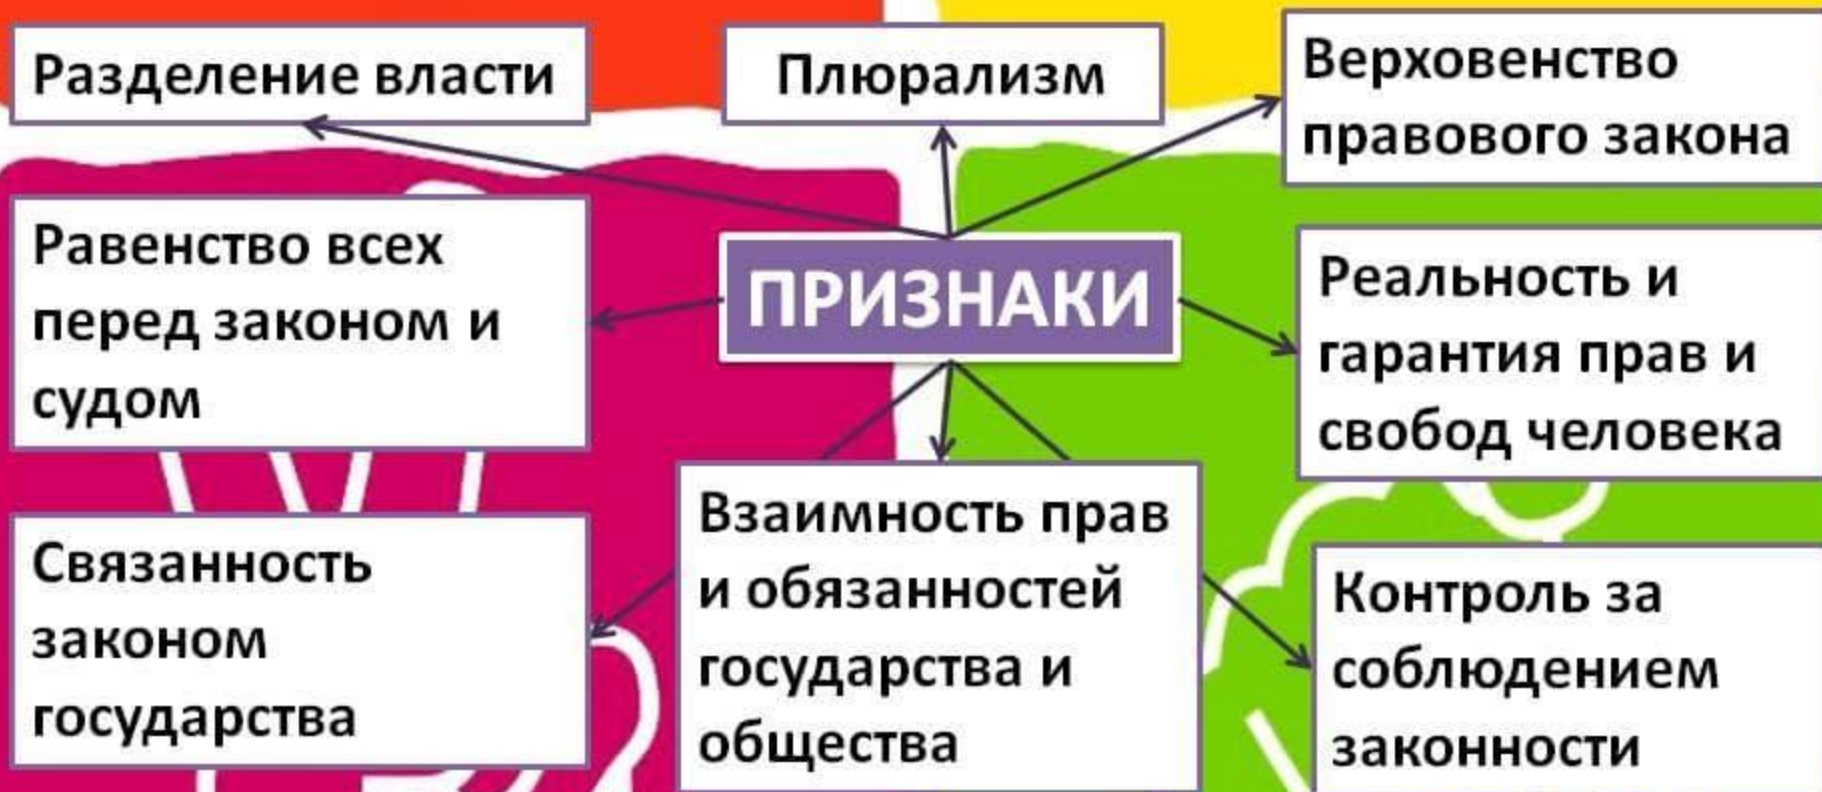 Разделение власти
Плюрализм
Верховенство
правового закона
Равенство всех
перед законом и
судом
ПРИЗНАКИ
Реальность и
гарантия прав и
свобод человека
Связанность
законом
государства
Взаимность прав
и обязанностей
государства и
общества
Контроль за
соблюдением
законности